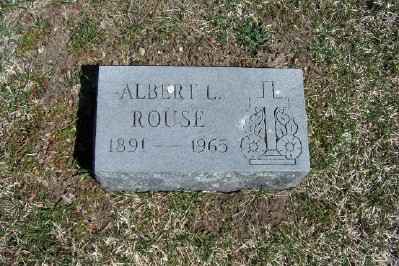 ALBERT L.
ROUSE
1891 -- 1965